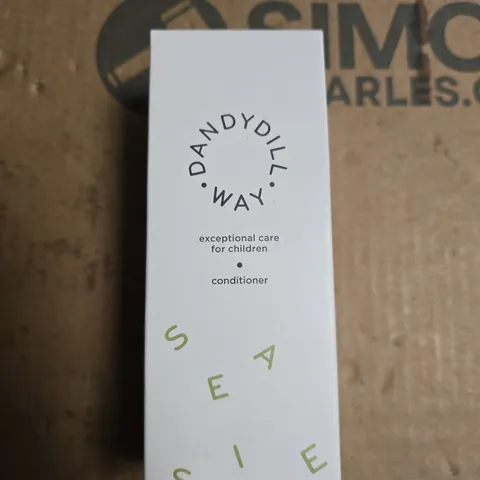 SIMO
ARLES.C
DANDYDILL
• WAY •
exceptional care
for children
•
conditioner
S
A
E
S I E